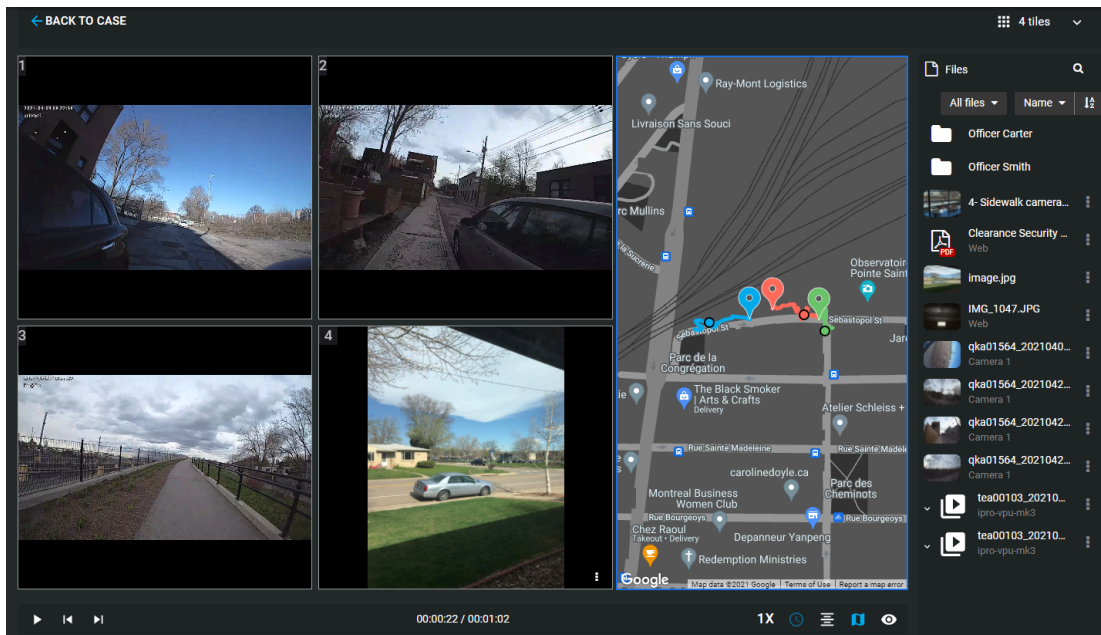 BACK TO CASE
4 tiles
1
2
3
4
Ray-Mont Logistics
Livraison Sans Souci
rc Mullins
la Sucrerie
Observatoir
Pointe Saint
Sebastopol St
Sebastopol St
Jar
Parc de la
Congrégation
The Black Smoker
| Arts & Crafts
Delivery
Atelier Schleiss +
Rue Sainte Madeleine
Rue Sainte Madele
carolinedoyle.ca
Parc des
Cheminots
Montreal Business
Women Club
Rue Bourgeoys
Rue Bourgeoys
Chez Raoul
Takeout • Delivery
Depanneur Yanpeng
Redemption Ministries
Google
Map data ©2021 Google
Terms of Use
Report a map error
Files
All files
Name
Officer Carter
Officer Smith
4- Sidewalk camera...
Clearance Security ...
Web
PDF
image.jpg
IMG_1047.JPG
Web
qka01564_2021040...
Camera 1
qka01564_2021042...
Camera 1
qka01564_2021042...
Camera 1
qka01564_2021042...
Camera 1
tea00103_20210...
ipro-vpu-mk3
tea00103_20210...
ipro-vpu-mk3
00:00:22 / 00:01:02
1X